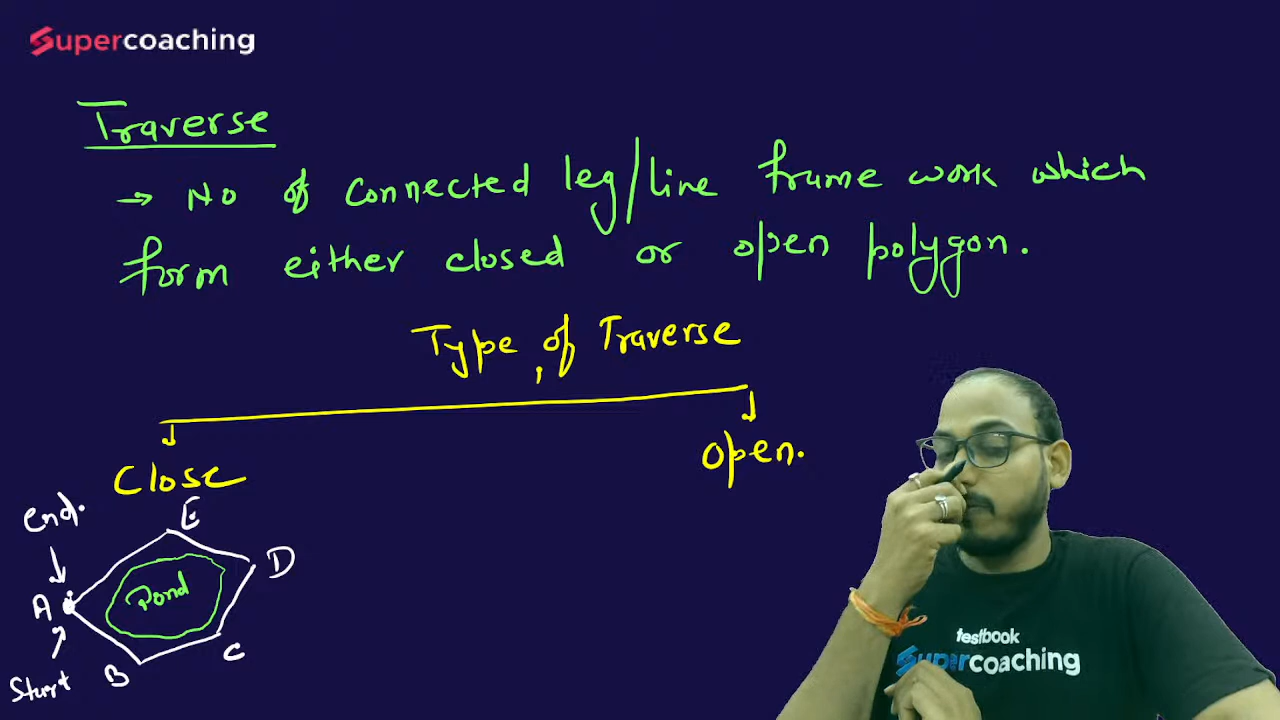 Supercoaching
Traverse
→ No of connected leg/line frame work which
form either closed or open polygon.
Type of Traverse
Close
Open.
end.
E
D
A
Pond
C
B
Start
testbook
Supercoaching